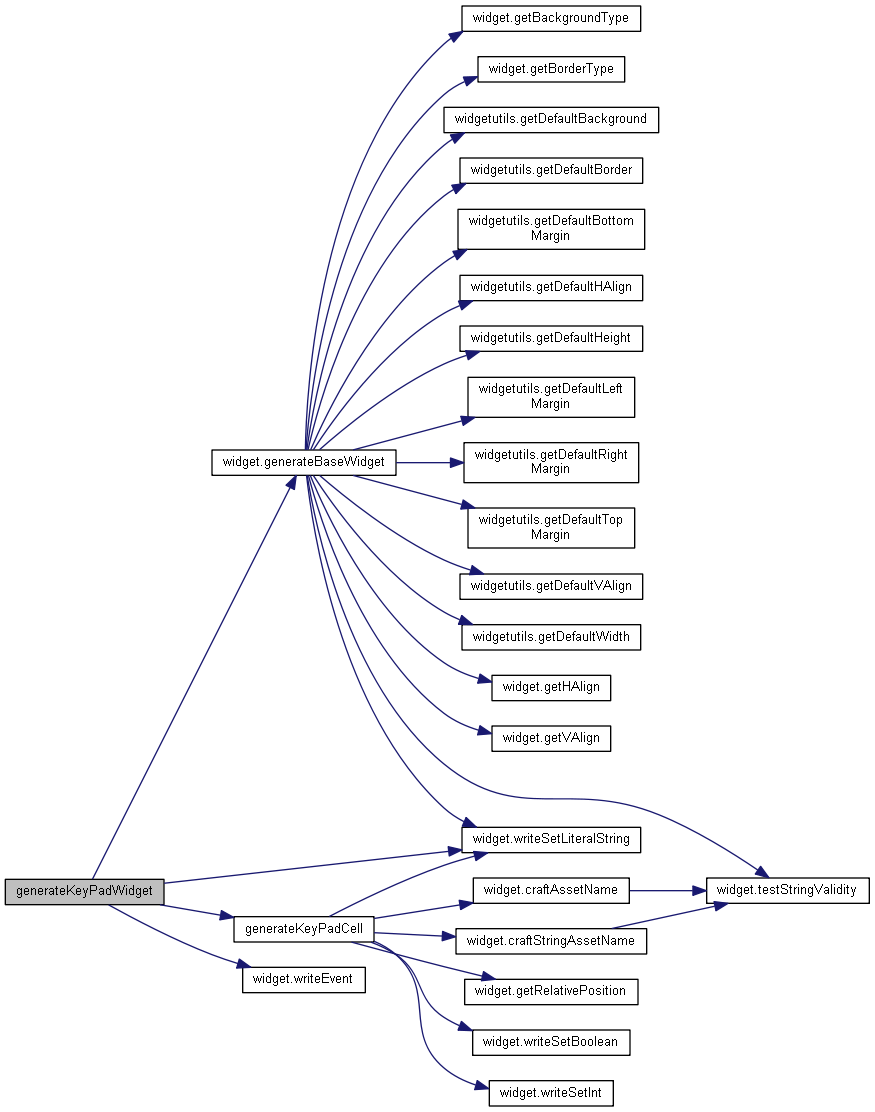 widget.getBackgroundType
widget.getBorderType
widgetutils.getDefaultBackground
widgetutils.getDefaultBorder
widgetutils.getDefaultBottom
Margin
widgetutils.getDefaultHAlign
widgetutils.getDefaultHeight
widgetutils.getDefaultLeft
Margin
widget.generateBaseWidget
widgetutils.getDefaultRight
Margin
widgetutils.getDefaultTop
Margin
widgetutils.getDefaultVAlign
widgetutils.getDefaultWidth
widget.getHAlign
widget.getVAlign
widget.writeSetLiteralString
generateKeyPadWidget
widget.craftAssetName
widget.testStringValidity
generateKeyPadCell
widget.craftStringAssetName
widget.writeEvent
widget.getRelativePosition
widget.writeSetBoolean
widget.writeSetInt